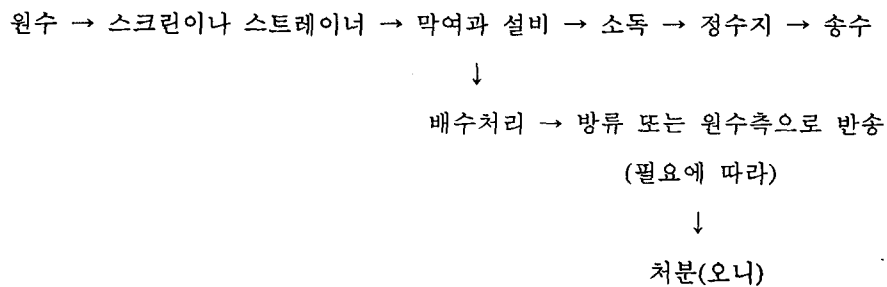 원수 → 스크린이나 스트레이너 → 막여과 설비 → 소독 → 정수지 → 송수
↓
배수처리 → 방류 또는 원수측으로 반송
(필요에 따라)
↓
처분(오니)